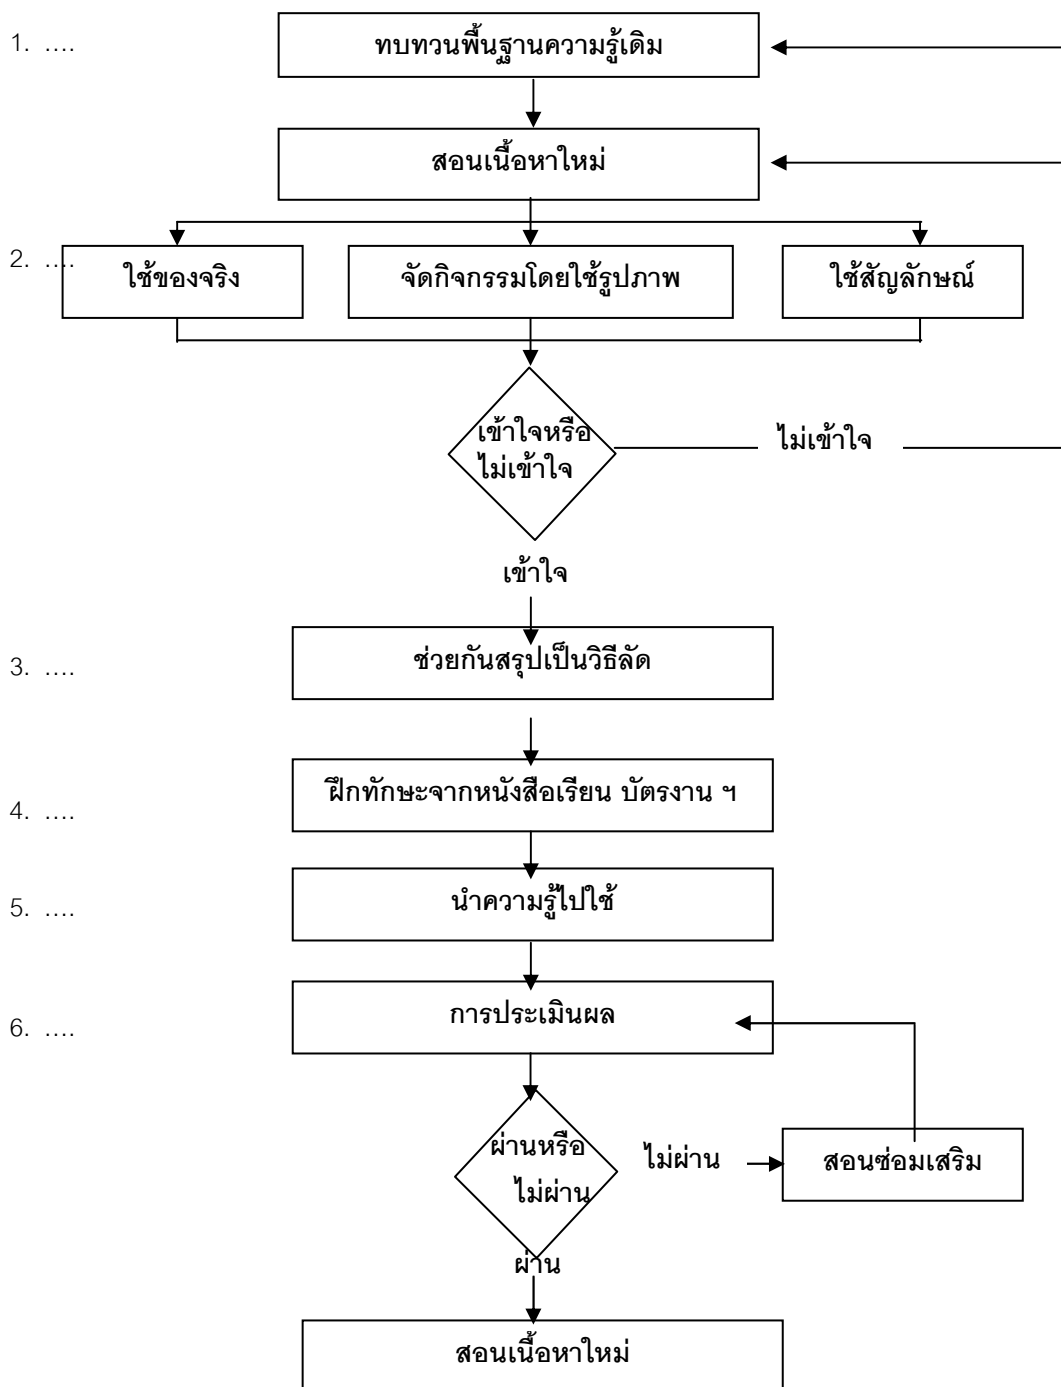 1. .... ทบทวนพื้นฐานความรู้เดิม
สอนเนื้อหาใหม่
2. .... ใช้ของจริง จัดกิจกรรมโดยใช้รูปภาพ ใช้สัญลักษณ์
เข้าใจหรือ
ไม่เข้าใจ
ไม่เข้าใจ
เข้าใจ
3. .... ช่วยกันสรุปเป็นวิธีลัด
4. .... ฝึกทักษะจากหนังสือเรียน บัตรงาน ฯ
5. .... นำความรู้ไปใช้
6. .... การประเมินผล
ผ่านหรือ
ไม่ผ่าน
ไม่ผ่าน
สอนซ่อมเสริม
ผ่าน
สอนเนื้อหาใหม่